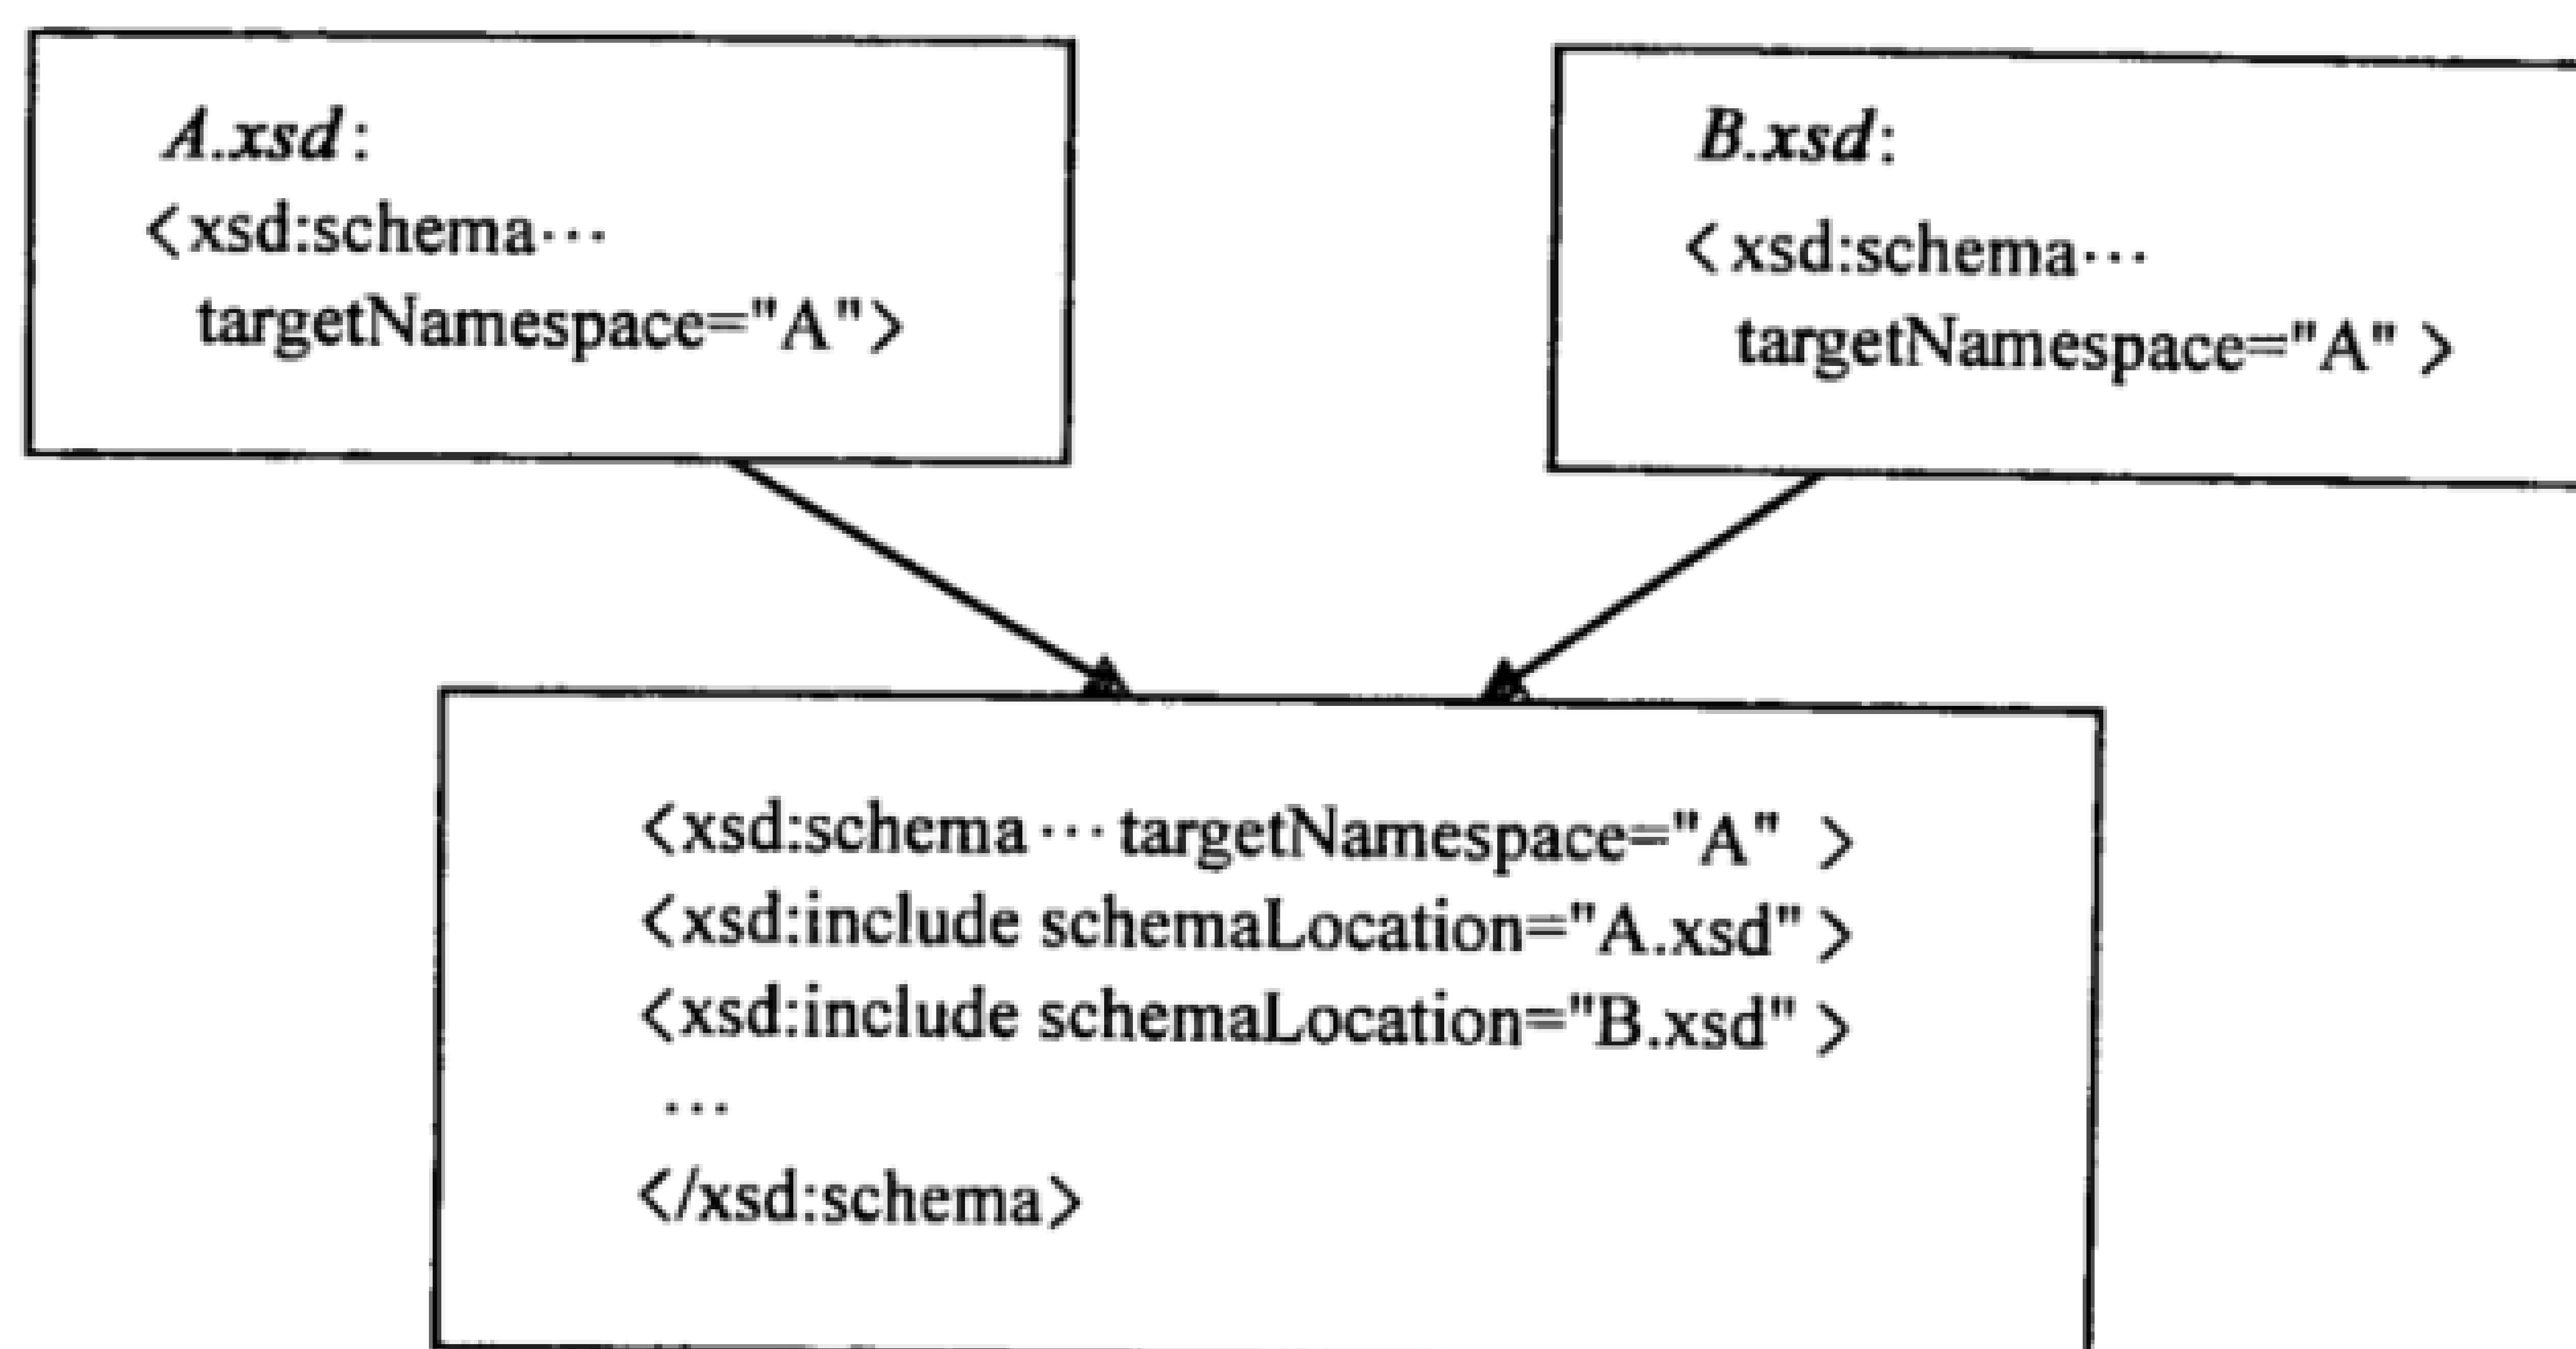 A.xsd:
<xsd:schema…
targetNamespace="A">
B.xsd:
<xsd:schema…
targetNamespace="A" >
<xsd:schema … targetNamespace="A" >
<xsd:include schemaLocation="A.xsd" >
<xsd:include schemaLocation="B.xsd" >
…
</xsd:schema>